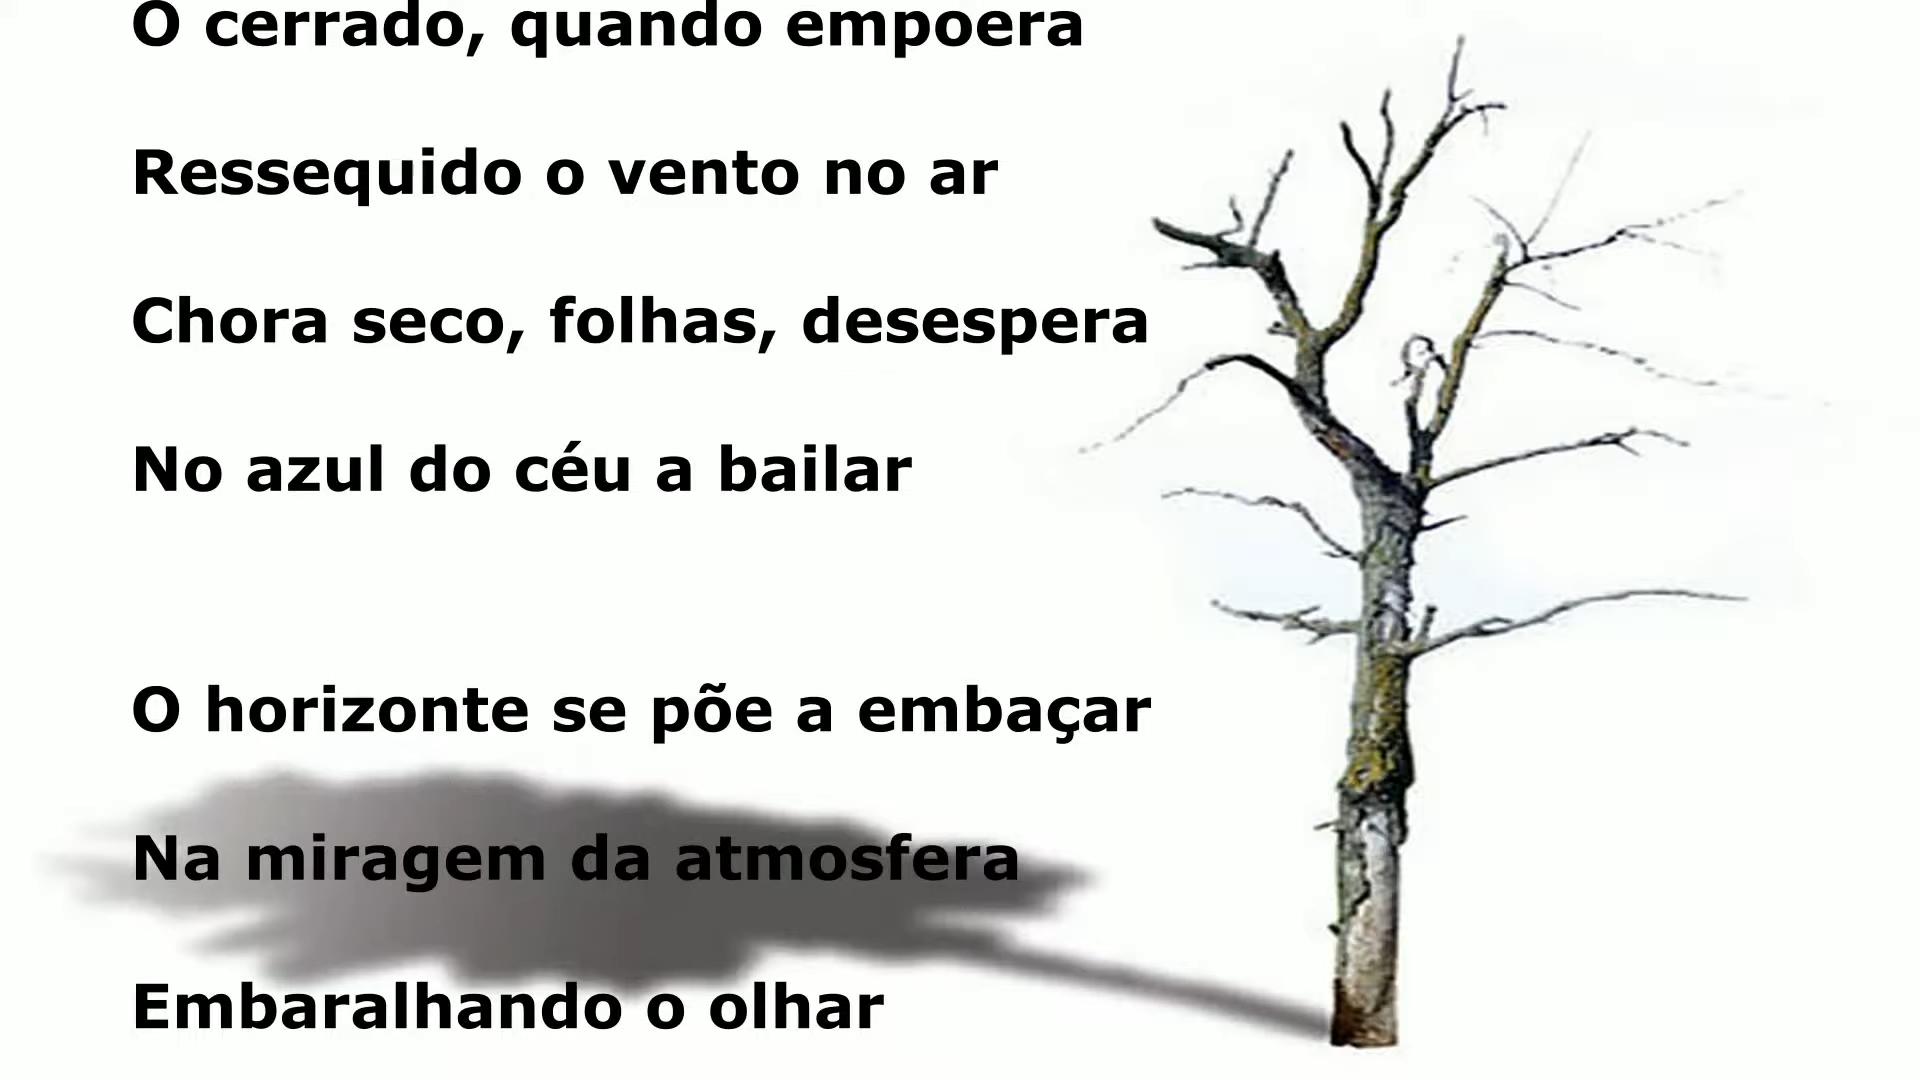 O cerrado, quando empoera
Ressequido o vento no ar
Chora seco, folhas, desespera
No azul do céu a bailar
O horizonte se põe a embaçar
Na miragem da atmosfera
Embaralhando o olhar